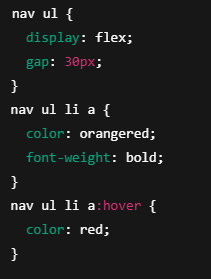 nav ul {
  display: flex;
  gap: 30px;
}
nav ul li a {
  color: orangered;
  font-weight: bold;
}
nav ul li a:hover {
  color: red;
}